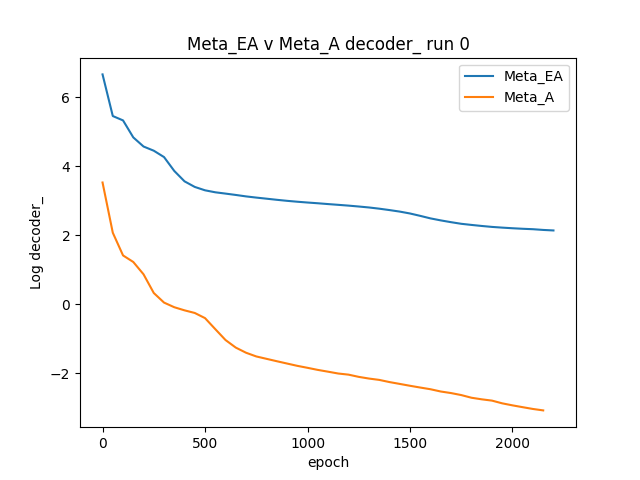 Meta_EA v Meta_A decoder_ run 0
Meta_EA
Meta_A
Log decoder_
6
4
2
0
−2
0 500 1000 1500 2000
epoch